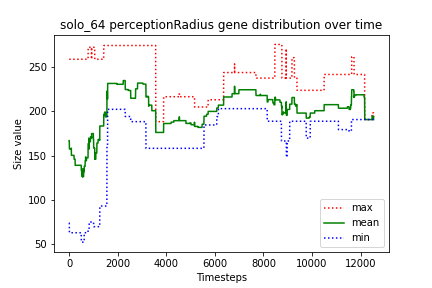 solo_64 perceptionRadius gene distribution over time
Size value
250
200
150
100
50
0
2000
4000
6000
8000
10000
12000
Timesteps
max
mean
min